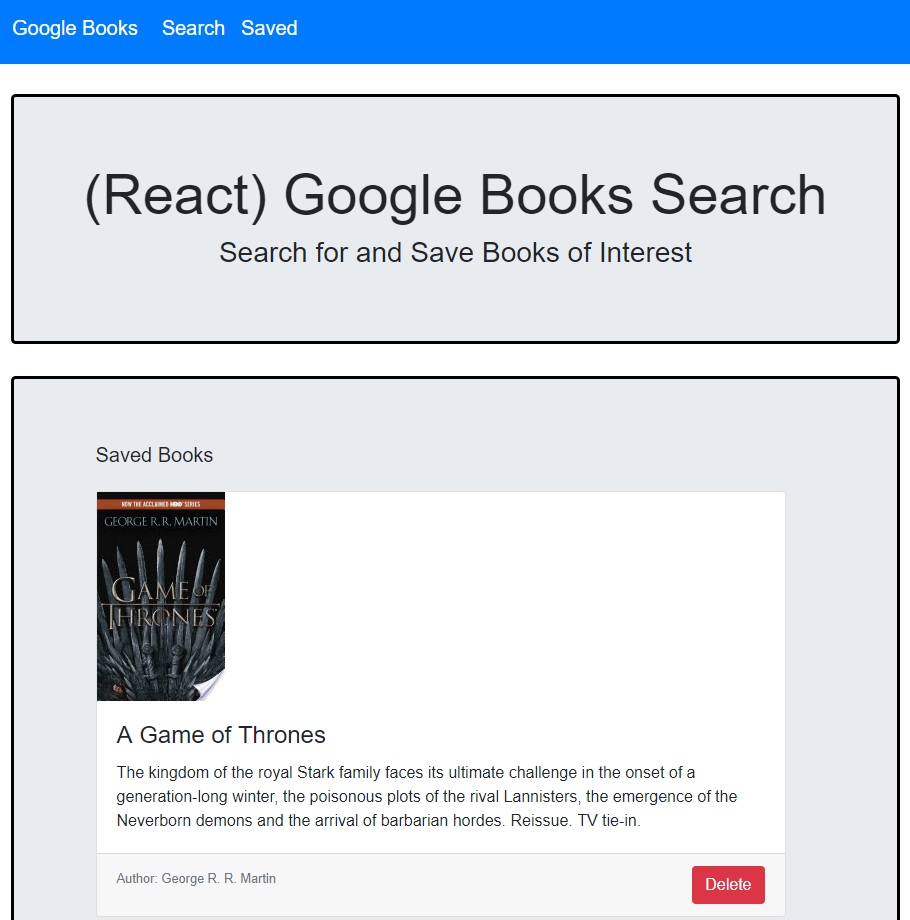 Google Books Search Saved
(React) Google Books Search
Search for and Save Books of Interest
Saved Books
NOW THE ACCLAIMED HBO SERIES
GEORGE R. R. MARTIN
GAME OF
THRONES
A Game of Thrones
The kingdom of the royal Stark family faces its ultimate challenge in the onset of a
generation-long winter, the poisonous plots of the rival Lannisters, the emergence of the
Neverborn demons and the arrival of barbarian hordes. Reissue. TV tie-in.
Author: George R. R. Martin
Delete